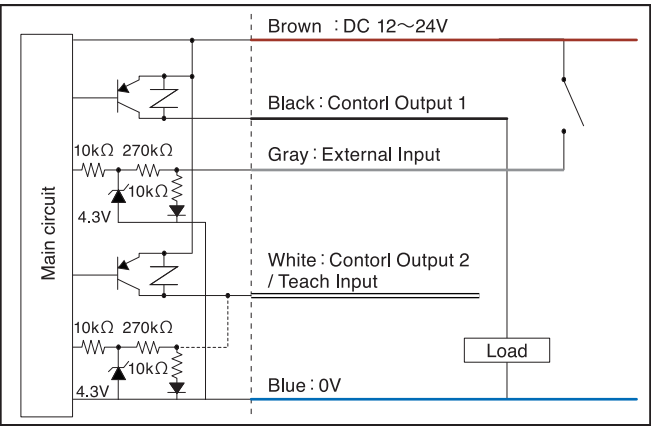 Brown : DC 12～24V
Black : Contorl Output 1
10kΩ 270kΩ
Gray : External Input
10kΩ
4.3V
Main circuit
White : Contorl Output 2
/ Teach Input
10kΩ 270kΩ
10kΩ
Load
4.3V
Blue : 0V